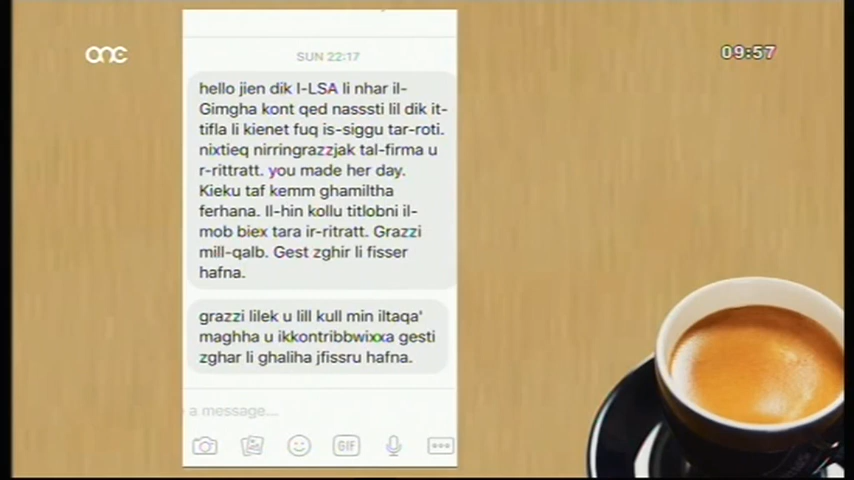 one
09:57
SUN 22:17
hello jien dik l-LSA li nhar il-
Gimgha kont qed nasssti lil dik it-
tifla li kienet fuq is-siggu tar-roti.
nixtieq nirringrazzjak tal-firma u
r-rittratt. you made her day.
Kieku taf kemm ghamiltha
ferhana. Il-hin kollu titlobni il-
mob biex tara ir-ritratt. Grazzi
mill-qalb. Gest zghir li fisser
hafna.
grazzi lilek u lill kull min iltaqa'
maghha u ikkontribbwixxa gesti
zghar li ghaliha jfissru hafna.
a message...
GIF